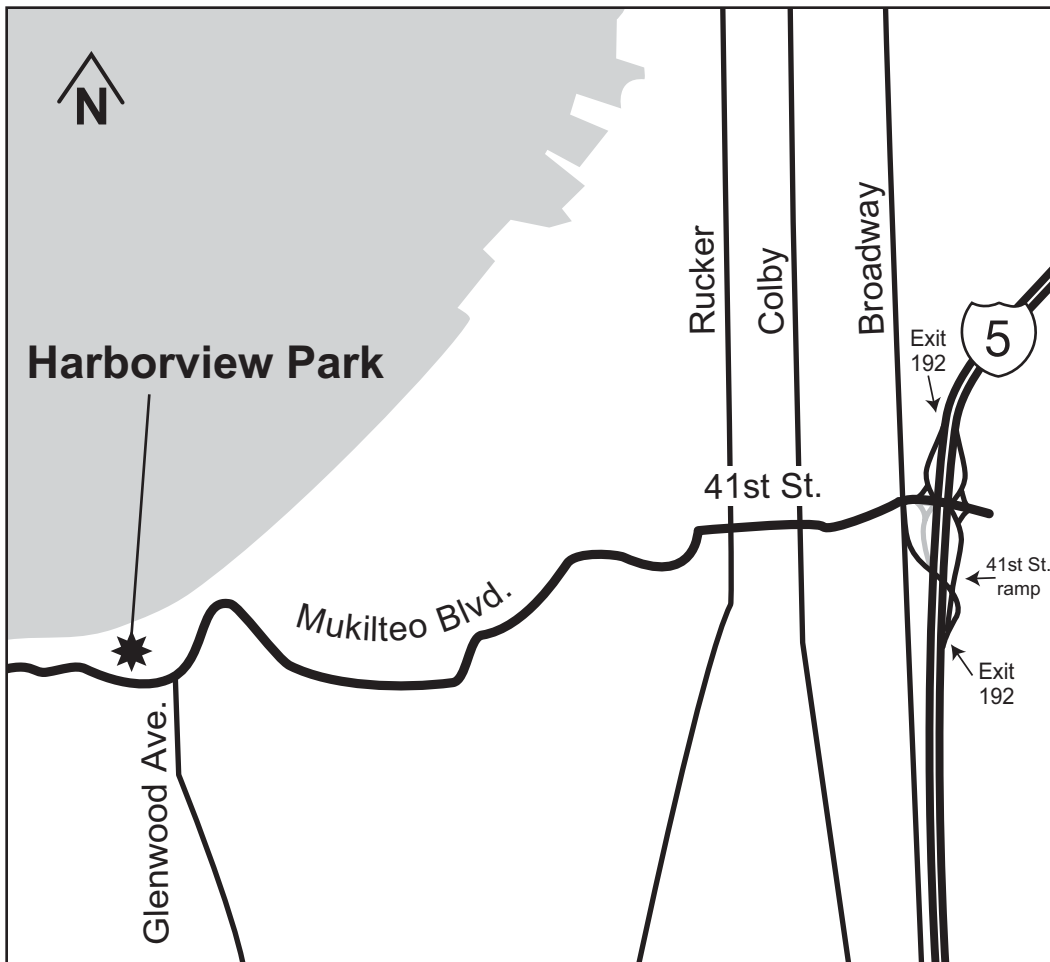 N
Rucker
Colby
Broadway
5
Exit
192
Harborview Park
41st St.
41st St.
ramp
Mukilteo Blvd.
Exit
192
Glenwood Ave.